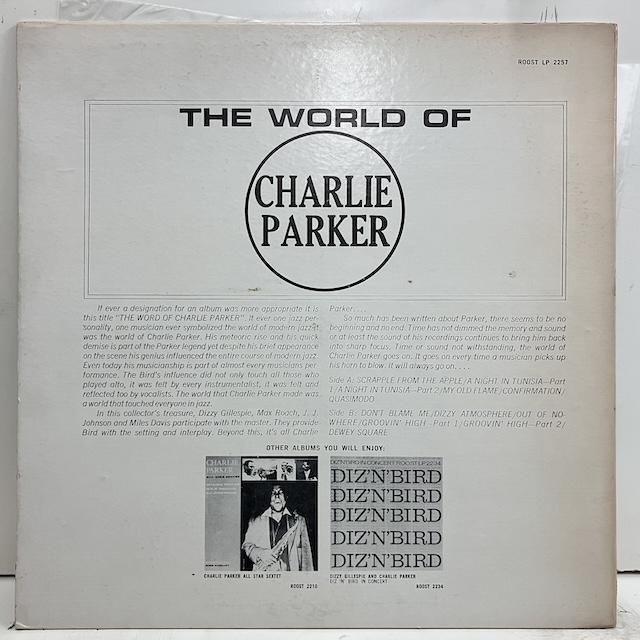 ROOST LP 2257
THE WORLD OF
CHARLIE
PARKER
If ever a designation for an album was more appropriate it is
this title "THE WORD OF CHARLIE PARKER". If ever one jazz per-
sonality, one musician ever symbolized the world of modern jazz it
was the world of Charlie Parker. His meteoric rise and his quick
demise is part of the Parker legend yet despite his brief appearance
on the scene his genius influenced the entire course of modern jazz.
Even today his musicianship is part of almost every musicians per-
formance. The Bird's influence did not only touch all those who
played alto, it was felt by every instrumentalist, it was felt and
reflected too by vocalists. The world that Charlie Parker made was
a world that touched everyone in jazz.
In this collector's treasure, Dizzy Gillespie, Max Roach, J. J.
Johnson and Miles Davis participate with the master. They provide
Bird with the setting and interplay. Beyond this, it's all Charlie
Parker....
So much has been written about Parker, there seems to be no
beginning and no end. Time has not dimmed the memory and sound
or at least the sound of his recordings continues to bring him back
into sharp focus. Time or sound not withstanding, the world of
Charlie Parker goes on. It goes on every time a musician picks up
his horn to blow. It will always go on....
Side A: SCRAPPLE FROM THE APPLE/A NIGHT IN TUNISIA—Part
1/A NIGHT IN TUNISIA—Part 2/MY OLD FLAME/CONFIRMATION/
QUASIMODO
Side B: DON'T BLAME ME/DIZZY ATMOSPHERE/OUT OF NO-
WHERE/GROOVIN' HIGH—Part 1/GROOVIN' HIGH—Part 2/
DEWEY SQUARE
OTHER ALBUMS YOU WILL ENJOY:
CHARLIE
PARKER
DIZ'N'BIRD IN CONCERT ROOST LP 2234
DIZ'N'BIRD
DIZ'N'BIRD
DIZ'N'BIRD
DIZ'N'BIRD
DIZ'N'BIRD
CHARLIE PARKER ALL STAR SEXTET
ROOST 2210
DIZZY GILLESPIE AND CHARLIE PARKER
DIZ 'N' BIRD IN CONCERT
ROOST 2234